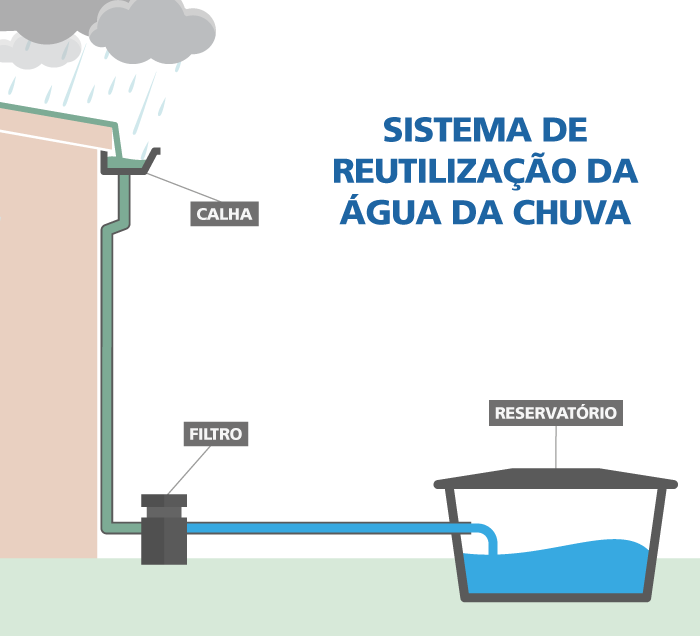 SISTEMA DE
REUTILIZAÇÃO DA
ÁGUA DA CHUVA
CALHA
FILTRO
RESERVATÓRIO